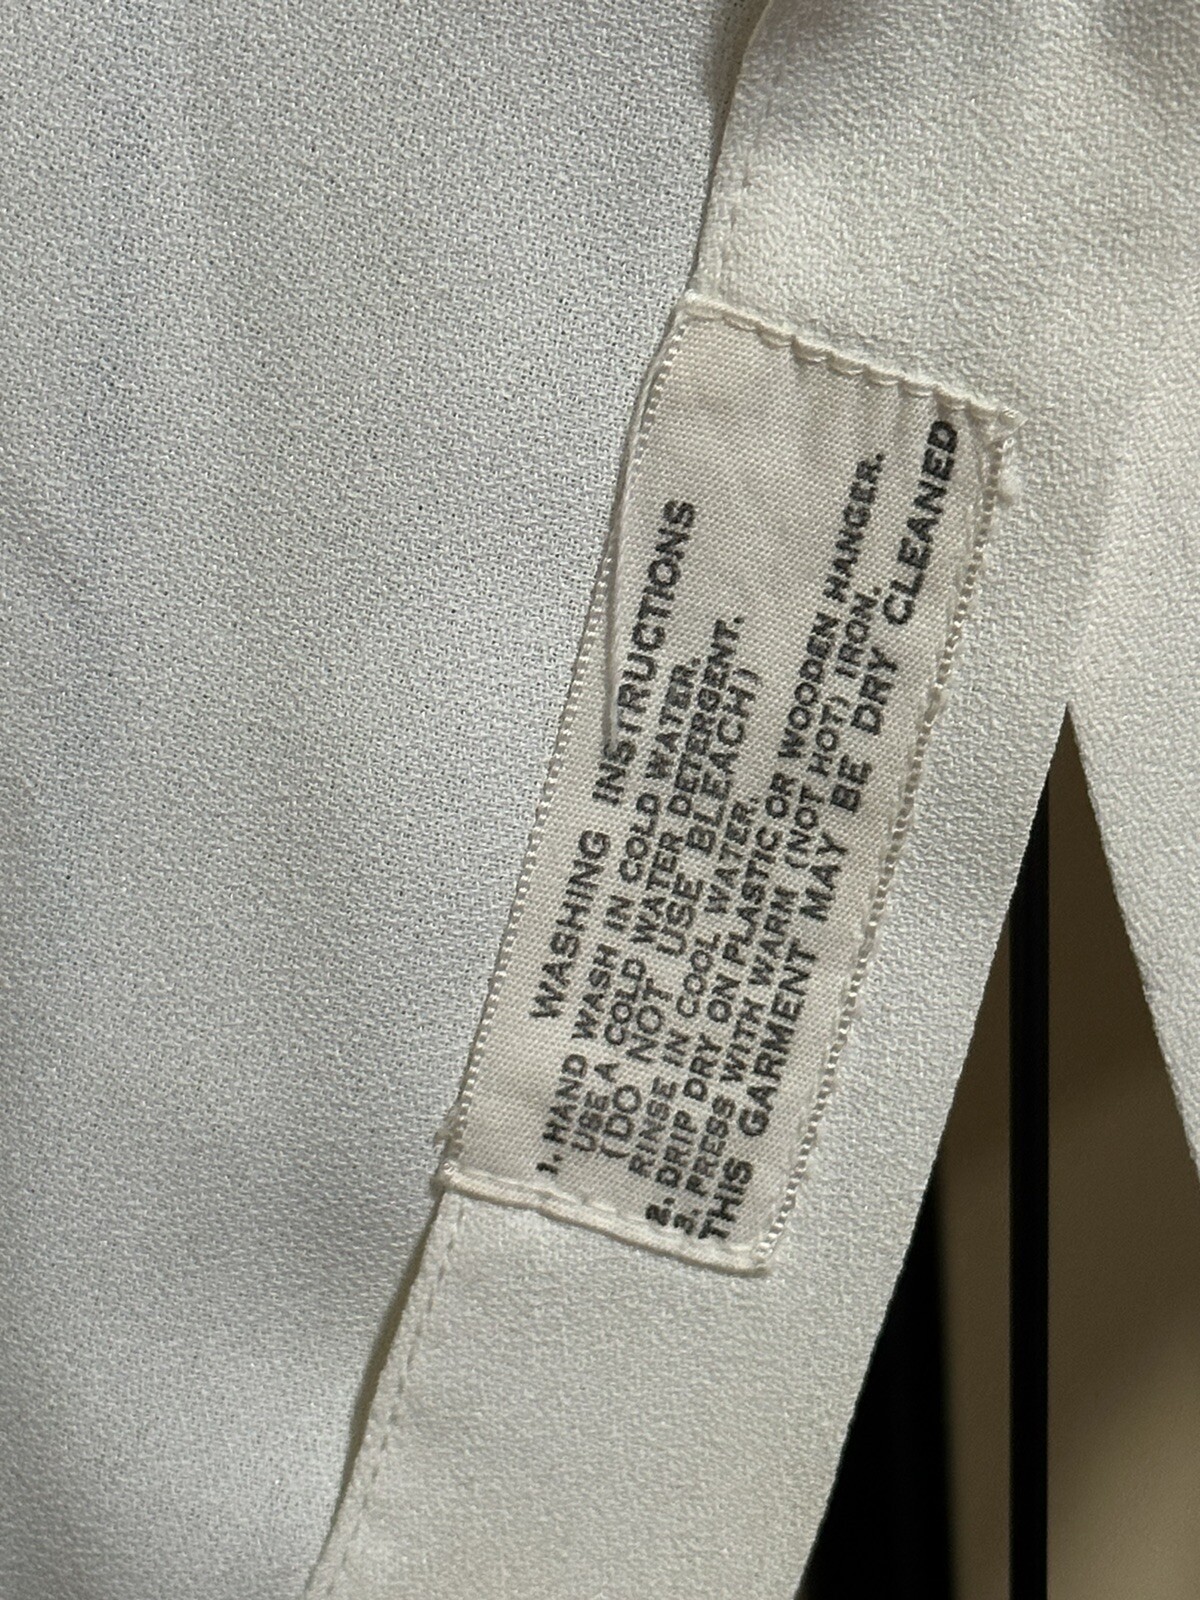 WASHING INSTRUCTIONS
1. HAND WASH IN COLD WATER.
USE A COLD WATER DETERGENT.
(DO NOT USE BLEACH)
RINSE IN COOL WATER.
2. DRIP DRY ON PLASTIC OR WOODEN HANGER.
3. PRESS WITH WARM (NOT HOT) IRON.
THIS GARMENT MAY BE DRY CLEANED